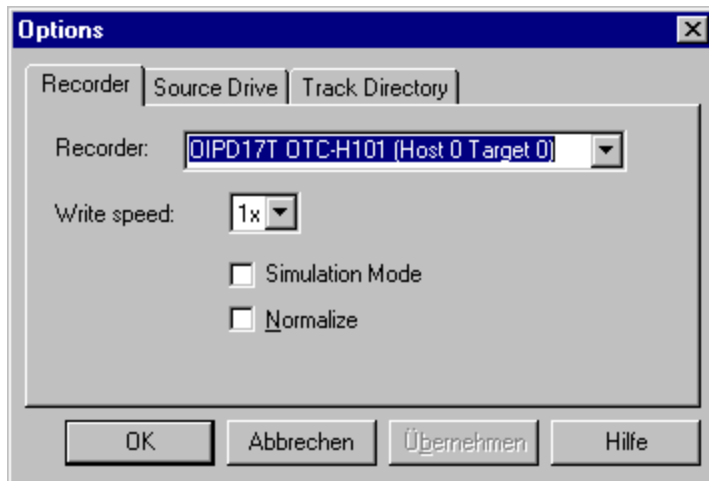 Options
Recorder Source Drive Track Directory
Recorder: OIPD17T OTC-H101 (Host 0 Target 0)
Write speed: 1x
Simulation Mode
Normalize
OK Abbrechen Übernehmen Hilfe